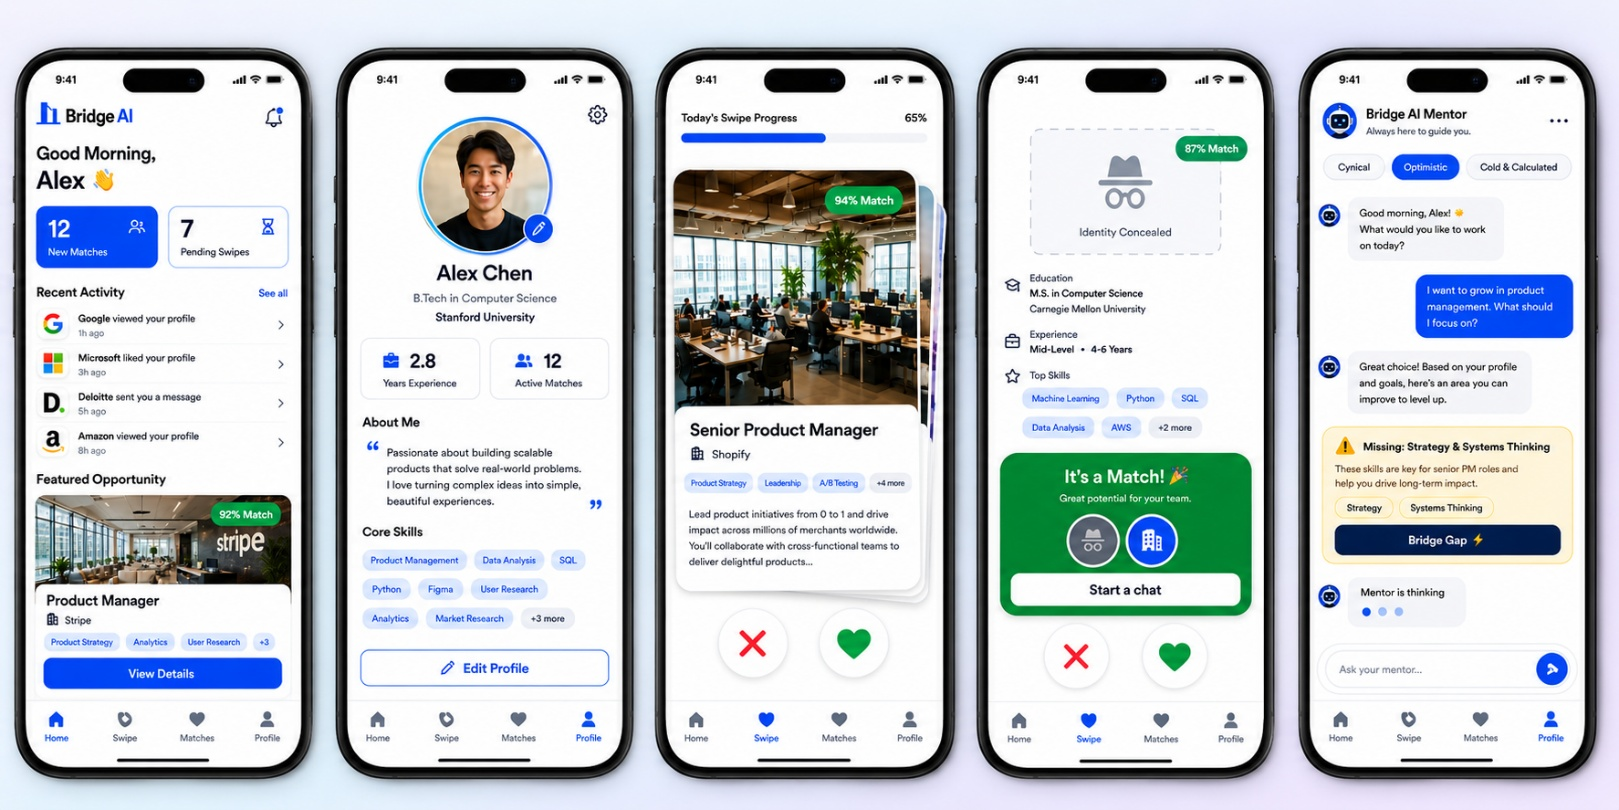 9:41
Bridge AI
Good Morning,
Alex 👋
12
New Matches
7
Pending Swipes
Recent Activity
See all
Google viewed your profile
1h ago
Microsoft liked your profile
3h ago
D.
Deloitte sent you a message
5h ago
a
Amazon viewed your profile
8h ago
Featured Opportunity
92% Match
stripe
Product Manager
Stripe
Product Strategy
Analytics
User Research
+3
View Details
Home
Swipe
Matches
Profile
9:41
Alex Chen
B.Tech in Computer Science
Stanford University
2.8
Years Experience
12
Active Matches
About Me
“ Passionate about building scalable
products that solve real-world problems.
I love turning complex ideas into simple,
beautiful experiences. ”
Core Skills
Product Management
Data Analysis
SQL
Python
Figma
User Research
Analytics
Market Research
+3 more
Edit Profile
Home
Swipe
Matches
Profile
9:41
Today's Swipe Progress
65%
94% Match
Senior Product Manager
Shopify
Product Strategy
Leadership
A/B Testing
+4 more
Lead product initiatives from 0 to 1 and drive
impact across millions of merchants worldwide.
You'll collaborate with cross-functional teams to
deliver delightful products...
Home
Swipe
Matches
Profile
9:41
87% Match
Identity Concealed
Education
M.S. in Computer Science
Carnegie Mellon University
Experience
Mid-Level • 4-6 Years
Top Skills
Machine Learning
Python
SQL
Data Analysis
AWS
+2 more
It's a Match! 🎉
Great potential for your team.
Start a chat
Home
Swipe
Matches
Profile
9:41
Bridge AI Mentor
Always here to guide you.
Cynical
Optimistic
Cold & Calculated
Good morning, Alex! ☀️
What would you like to work
on today?
I want to grow in product
management. What should
I focus on?
Great choice! Based on your profile
and goals, here's an area you can
improve to level up.
Missing: Strategy & Systems Thinking
These skills are key for senior PM roles and
help you drive long-term impact.
Strategy
Systems Thinking
Bridge Gap ⚡
Mentor is thinking
Ask your mentor...
Home
Swipe
Matches
Profile